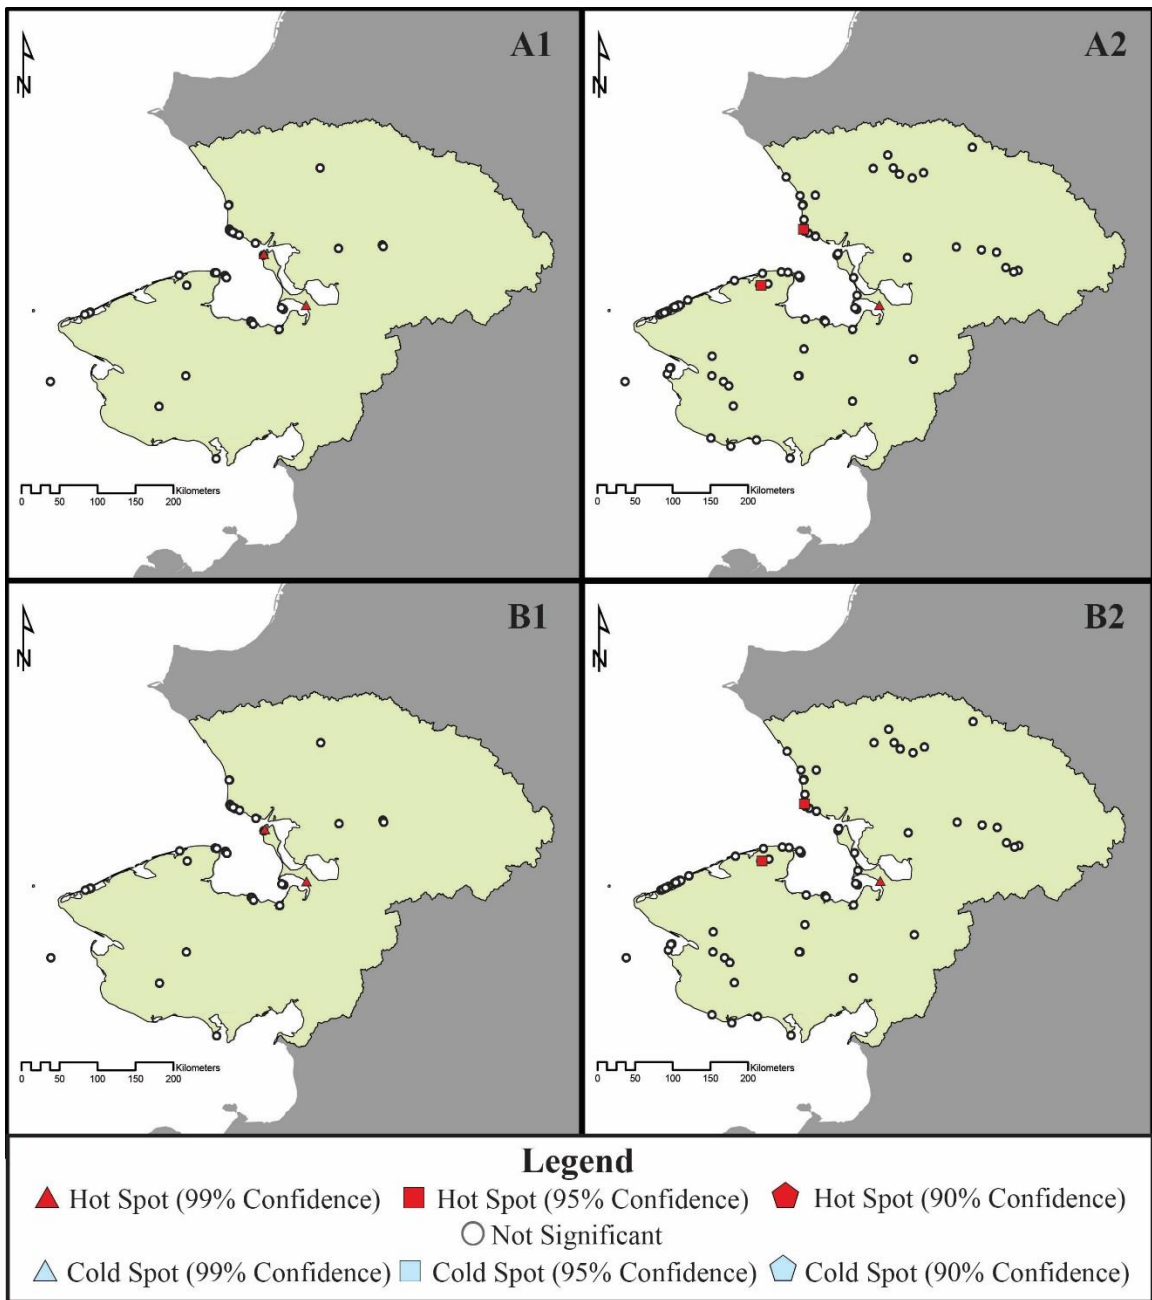 A1
N
Kilometers
0 50 100 150 200
A2
N
Kilometers
0 50 100 150 200
B1
N
Kilometers
0 50 100 150 200
B2
N
Kilometers
0 50 100 150 200
Legend
Hot Spot (99% Confidence) Hot Spot (95% Confidence) Hot Spot (90% Confidence)
Not Significant
Cold Spot (99% Confidence) Cold Spot (95% Confidence) Cold Spot (90% Confidence)